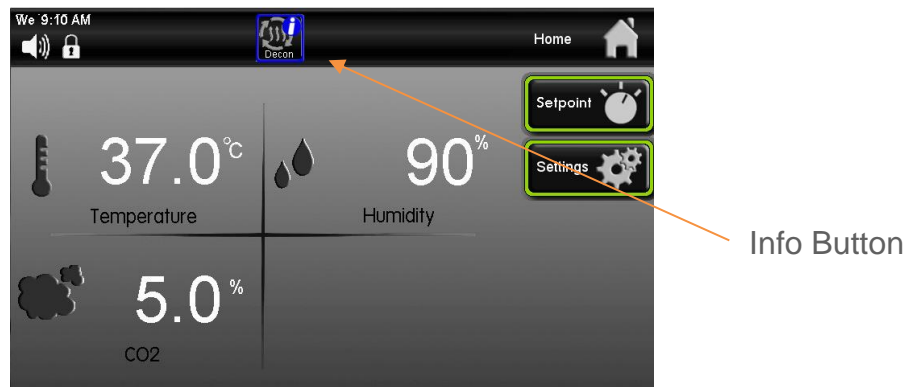 We 9:10 AM
Decon
Home
Setpoint
37.0°C
90%
Settings
Temperature
Humidity
Info Button
5.0%
CO2